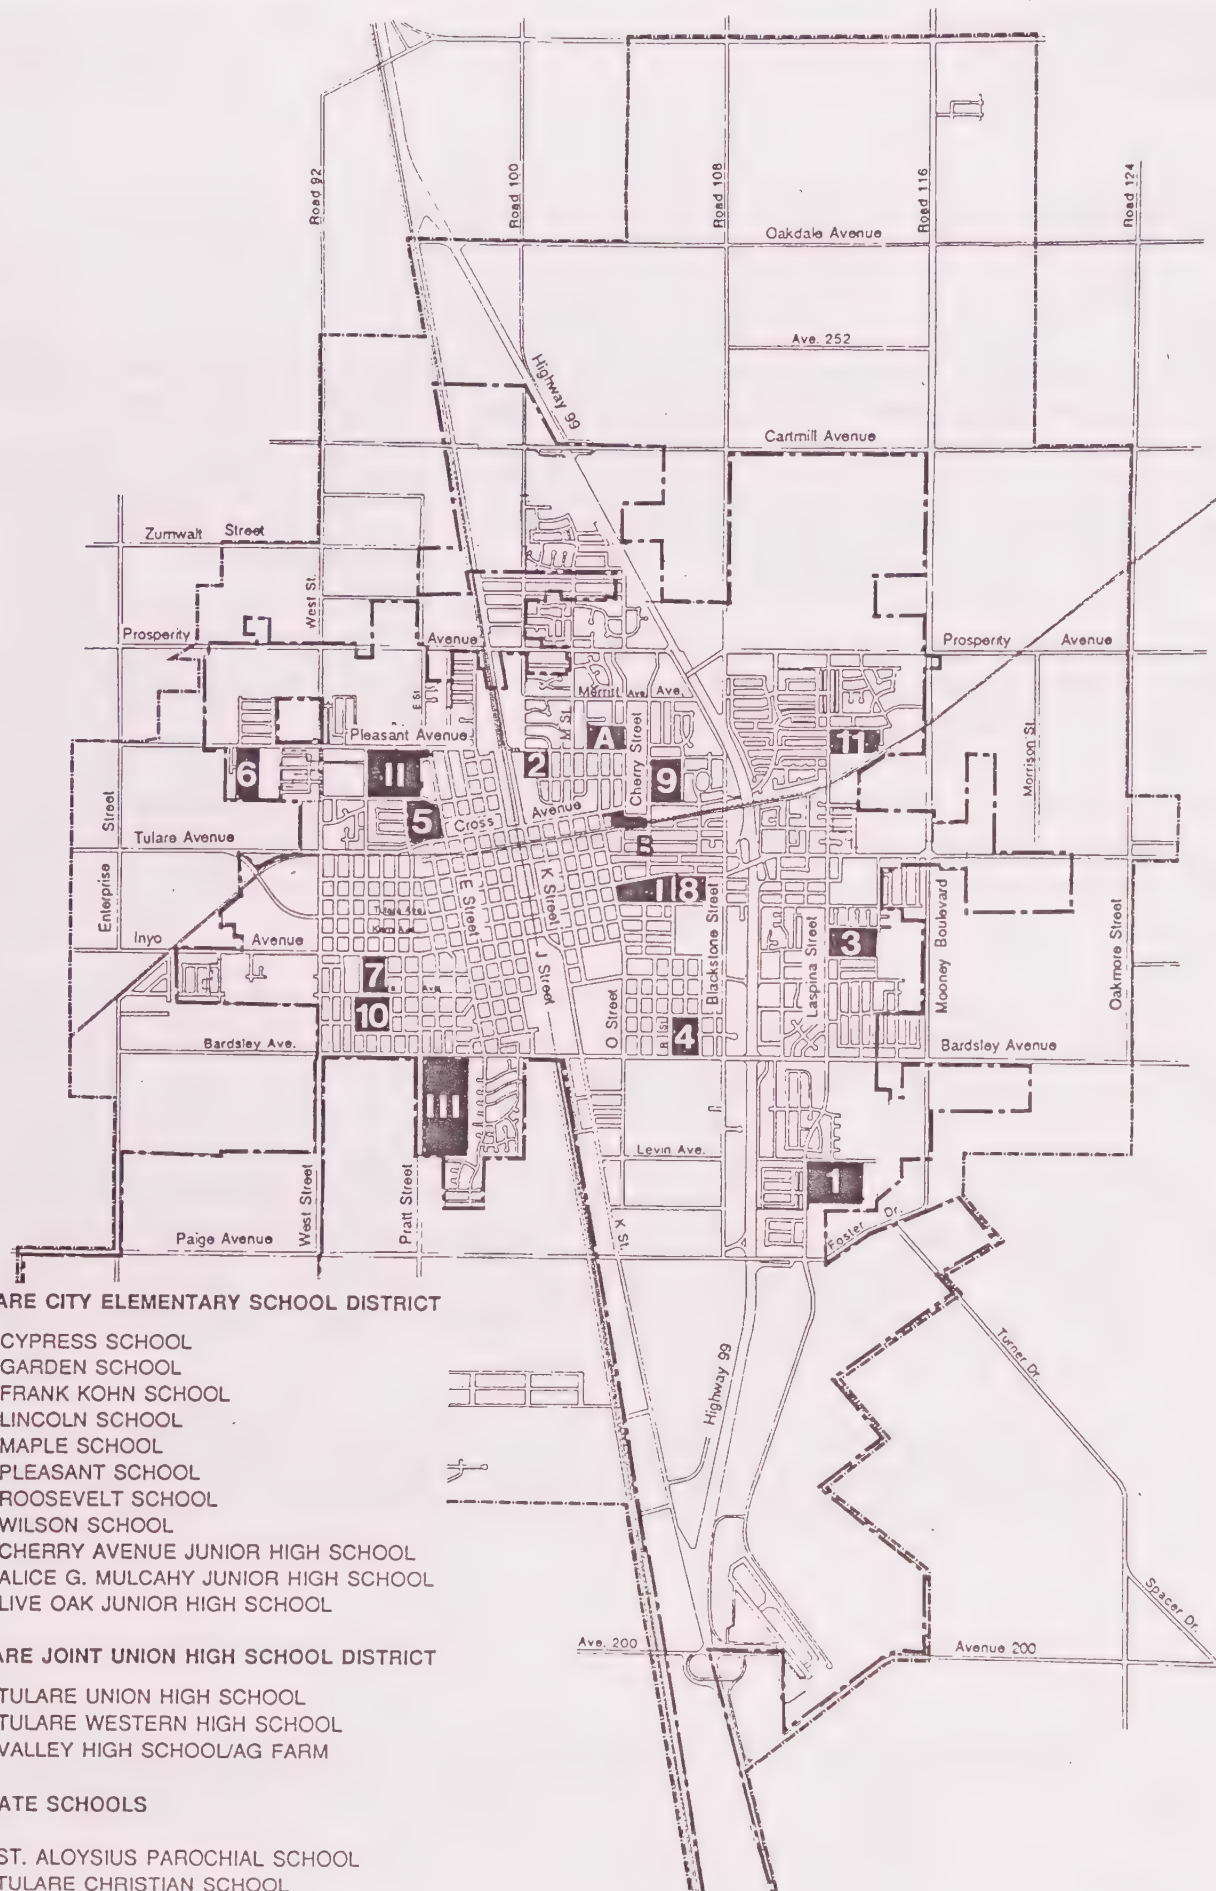 Road 92
Road 100
Road 108
Road 116
Road 124
Oakdale Avenue
Ave. 252
Highway 99
Cartmill Avenue
Zumwalt Street
West St.
Prosperity Avenue
Prosperity Avenue
E St
Merritt Ave. Ave.
M St.
Pleasant Avenue
A
Cherry Street
II
2
9
11
6
5
Cross Avenue
Morrison St.
Street
Tulare Avenue
B
Enterprise
E Street
K Street
I 8
Tulare Ave.
Kern Ave.
Inyo Avenue
3
Blackstone Street
Laspina Street
Mooney Boulevard
Oakmore Street
7
Ave.
J Street
10
O Street
R St.
4
Bardsley Ave.
Bardsley Avenue
III
Levin Ave.
1
West Street
Pratt Street
K St.
Foster Dr.
Paige Avenue
ARE CITY ELEMENTARY SCHOOL DISTRICT
CYPRESS SCHOOL
GARDEN SCHOOL
FRANK KOHN SCHOOL
LINCOLN SCHOOL
MAPLE SCHOOL
PLEASANT SCHOOL
ROOSEVELT SCHOOL
WILSON SCHOOL
CHERRY AVENUE JUNIOR HIGH SCHOOL
ALICE G. MULCAHY JUNIOR HIGH SCHOOL
LIVE OAK JUNIOR HIGH SCHOOL
Turner Dr.
Highway 99
Spacer Dr.
Ave. 200
Avenue 200
ARE JOINT UNION HIGH SCHOOL DISTRICT
TULARE UNION HIGH SCHOOL
TULARE WESTERN HIGH SCHOOL
VALLEY HIGH SCHOOL/AG FARM
ATE SCHOOLS
ST. ALOYSIUS PAROCHIAL SCHOOL
TULARE CHRISTIAN SCHOOL